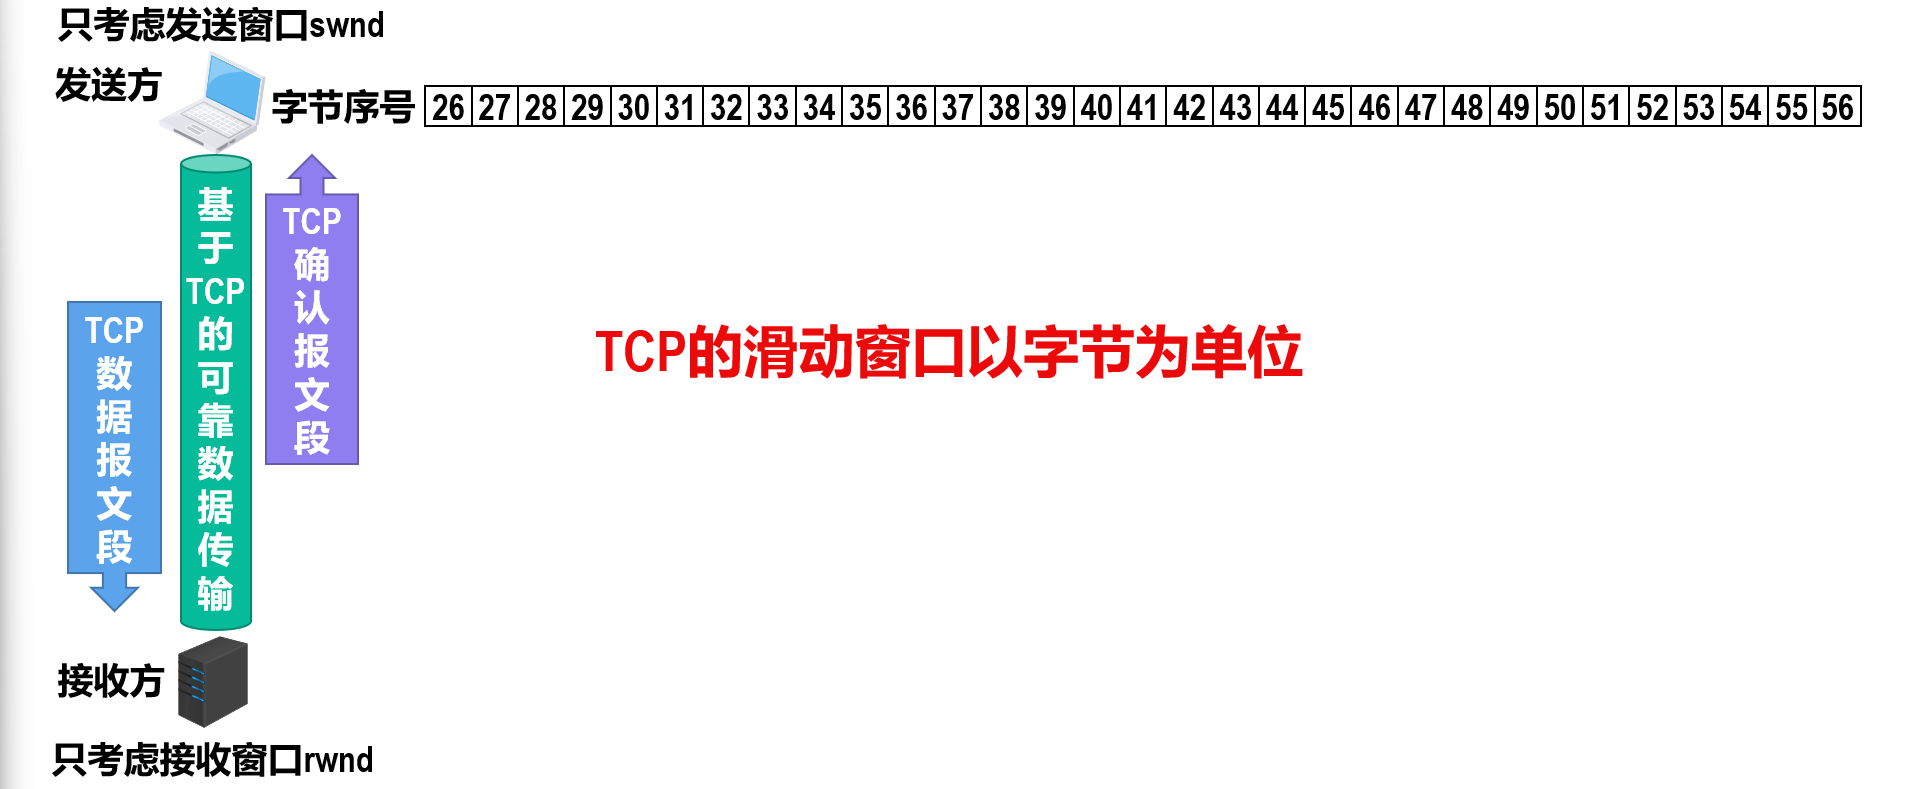 只考虑发送窗口swnd
发送方
字节序号 26 27 28 29 30 31 32 33 34 35 36 37 38 39 40 41 42 43 44 45 46 47 48 49 50 51 52 53 54 55 56
TCP数据报文段
基于TCP的可靠数据传输
TCP确认报文段
TCP的滑动窗口以字节为单位
接收方
只考虑接收窗口rwnd